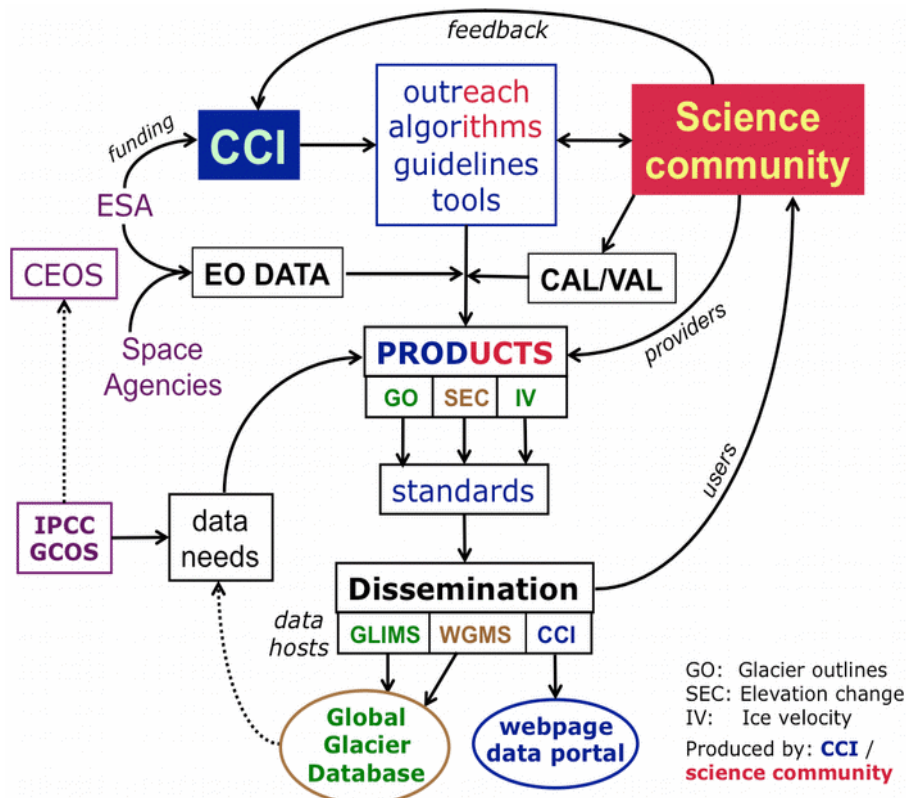 feedback
outreach
algorithms
guidelines
tools
Science
community
funding
CCI
ESA
CEOS
EO DATA
CAL/VAL
Space
Agencies
providers
PRODUCTS
GO SEC IV
users
standards
IPCC
GCOS
data
needs
Dissemination
data
hosts
GLIMS WGMS CCI
Global
Glacier
Database
webpage
data portal
GO: Glacier outlines
SEC: Elevation change
IV: Ice velocity
Produced by: CCI /
science community